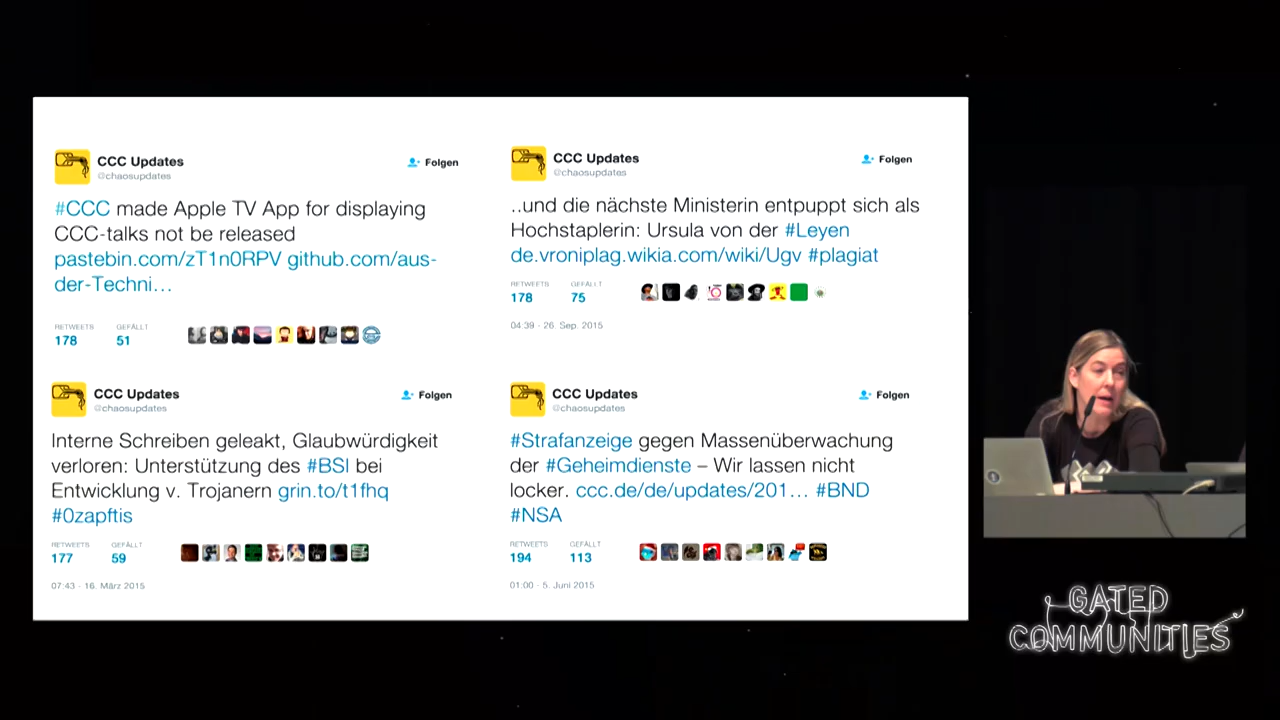 CCC Updates
@chaosupdates
Folgen
#CCC made Apple TV App for displaying
CCC-talks not be released
pastebin.com/zT1n0RPV github.com/aus-
der-Techni…
RETWEETS
GEFÄLLT
178
51
CCC Updates
@chaosupdates
Folgen
..und die nächste Ministerin entpuppt sich als
Hochstaplerin: Ursula von der #Leyen
de.vroniplag.wikia.com/wiki/Ugv #plagiat
RETWEETS
GEFÄLLT
178
75
04:39 - 26. Sep. 2015
CCC Updates
@chaosupdates
Folgen
Interne Schreiben geleakt, Glaubwürdigkeit
verloren: Unterstützung des #BSI bei
Entwicklung v. Trojanern grin.to/t1fhq
#0zapftis
RETWEETS
GEFÄLLT
177
59
07:43 - 16. März 2015
CCC Updates
@chaosupdates
Folgen
#Strafanzeige gegen Massenüberwachung
der #Geheimdienste – Wir lassen nicht
locker. ccc.de/de/updates/201… #BND
#NSA
RETWEETS
GEFÄLLT
194
113
01:00 - 5. Juni 2015
GATED
COMMUNITIES